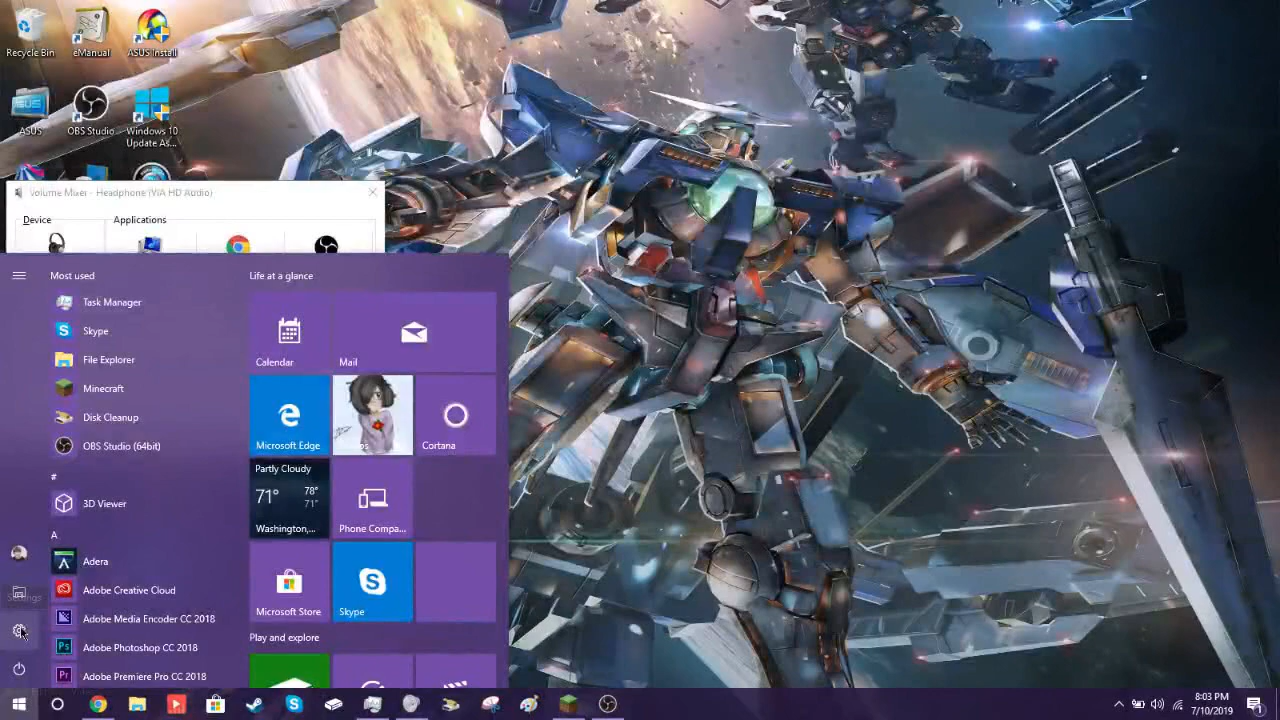 Recycle Bin
eManual
ASUS Install
ASUS
OBS Studio
Windows 10
Update As...
Volume Mixer - Headphone (VIA HD Audio)
Device
Applications
Most used
Task Manager
Skype
File Explorer
Minecraft
Disk Cleanup
OBS Studio (64bit)
#
3D Viewer
A
Adera
Adobe Creative Cloud
Adobe Media Encoder CC 2018
Adobe Photoshop CC 2018
Adobe Premiere Pro CC 2018
Settings
Life at a glance
Calendar
Mail
Microsoft Edge
Cortana
Partly Cloudy
71° 78°
71°
Washington,...
Phone Compa...
Microsoft Store
Skype
Play and explore
8:03 PM
7/10/2019